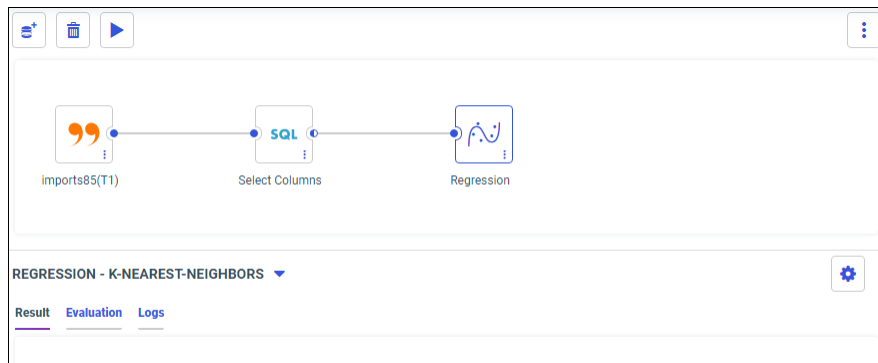 SQL
imports85(T1)
Select Columns
Regression
REGRESSION - K-NEAREST-NEIGHBORS
Result Evaluation Logs